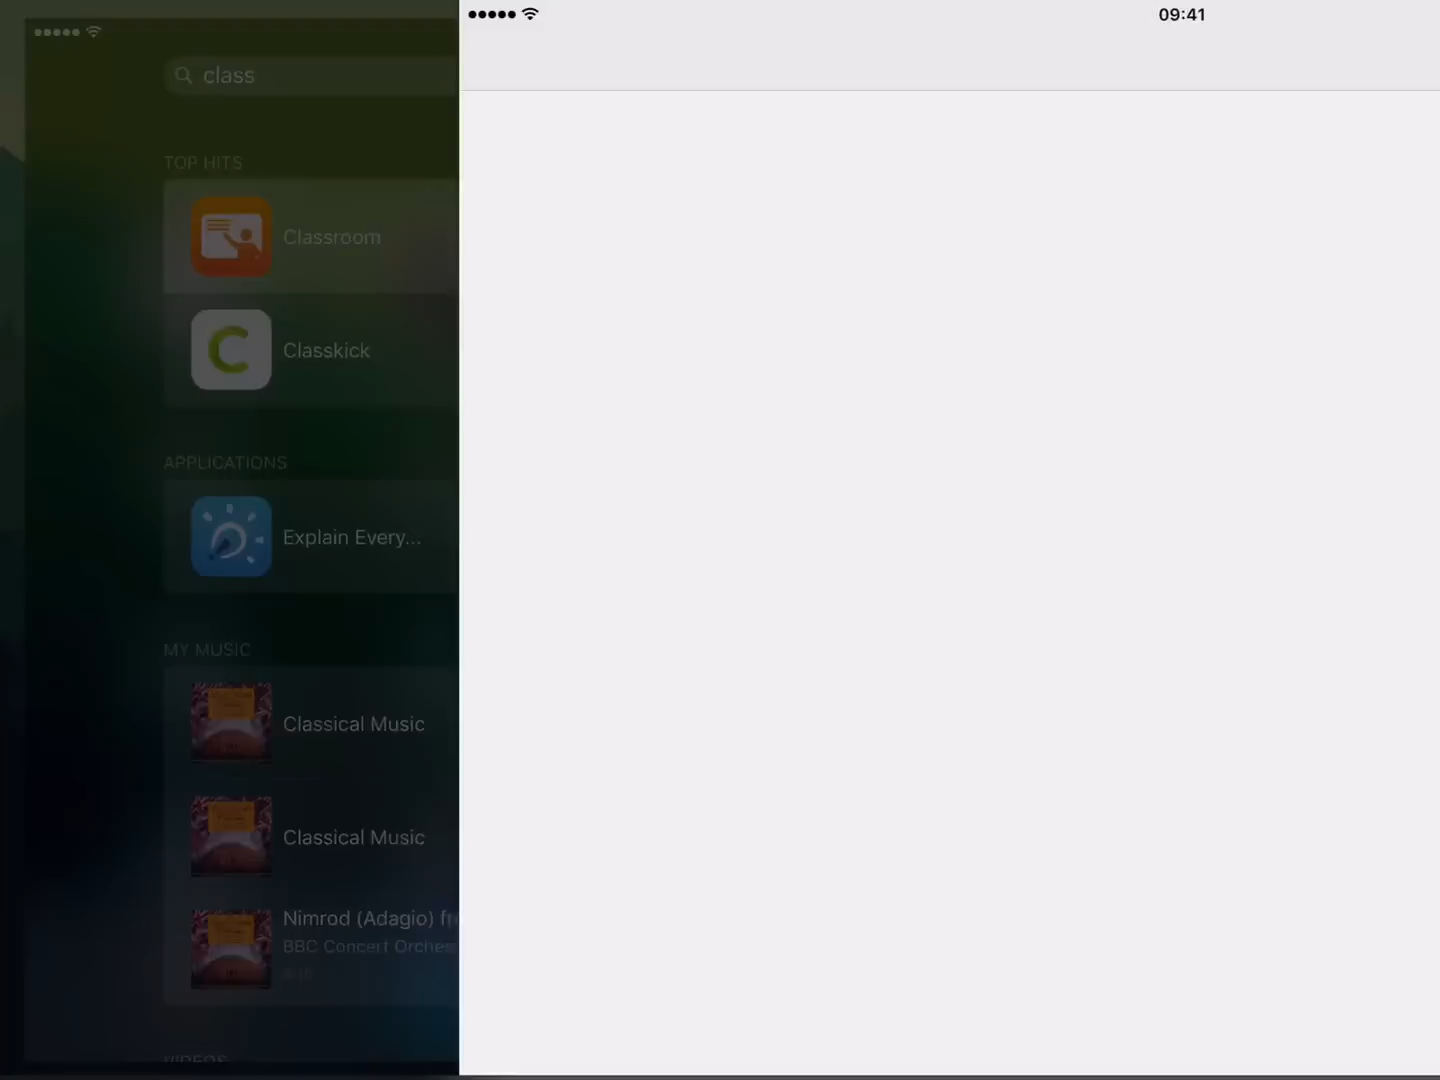 09:41
class
TOP HITS
Classroom
Classkick
APPLICATIONS
Explain Every...
MY MUSIC
Classical Music
Classical Music
Nimrod (Adagio)
BBC Concert
VIDEOS